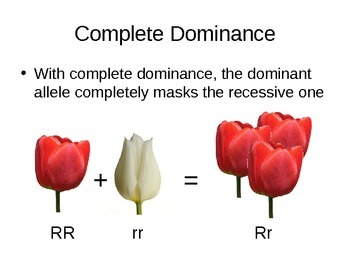 Complete Dominance
• With complete dominance, the dominant
allele completely masks the recessive one
+ =
RR rr Rr